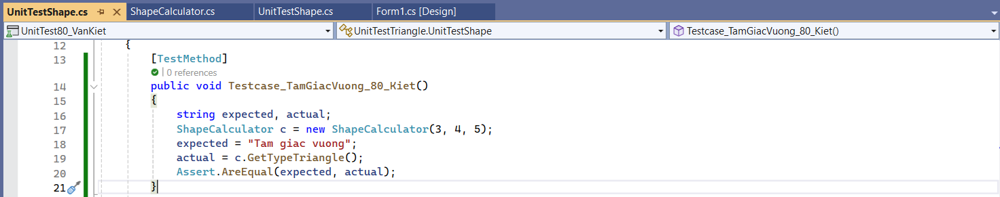 UnitTestShape.cs ShapeCalculator.cs UnitTestShape.cs Form1.cs [Design]
UnitTest80_VanKiet UnitTestTriangle.UnitTestShape Testcase_TamGiacVuong_80_Kiet()
12 {
13 [TestMethod]
| 0 references
14 public void Testcase_TamGiacVuong_80_Kiet()
15 {
16 string expected, actual;
17 ShapeCalculator c = new ShapeCalculator(3, 4, 5);
18 expected = "Tam giac vuong";
19 actual = c.GetTypeTriangle();
20 Assert.AreEqual(expected, actual);
21 }